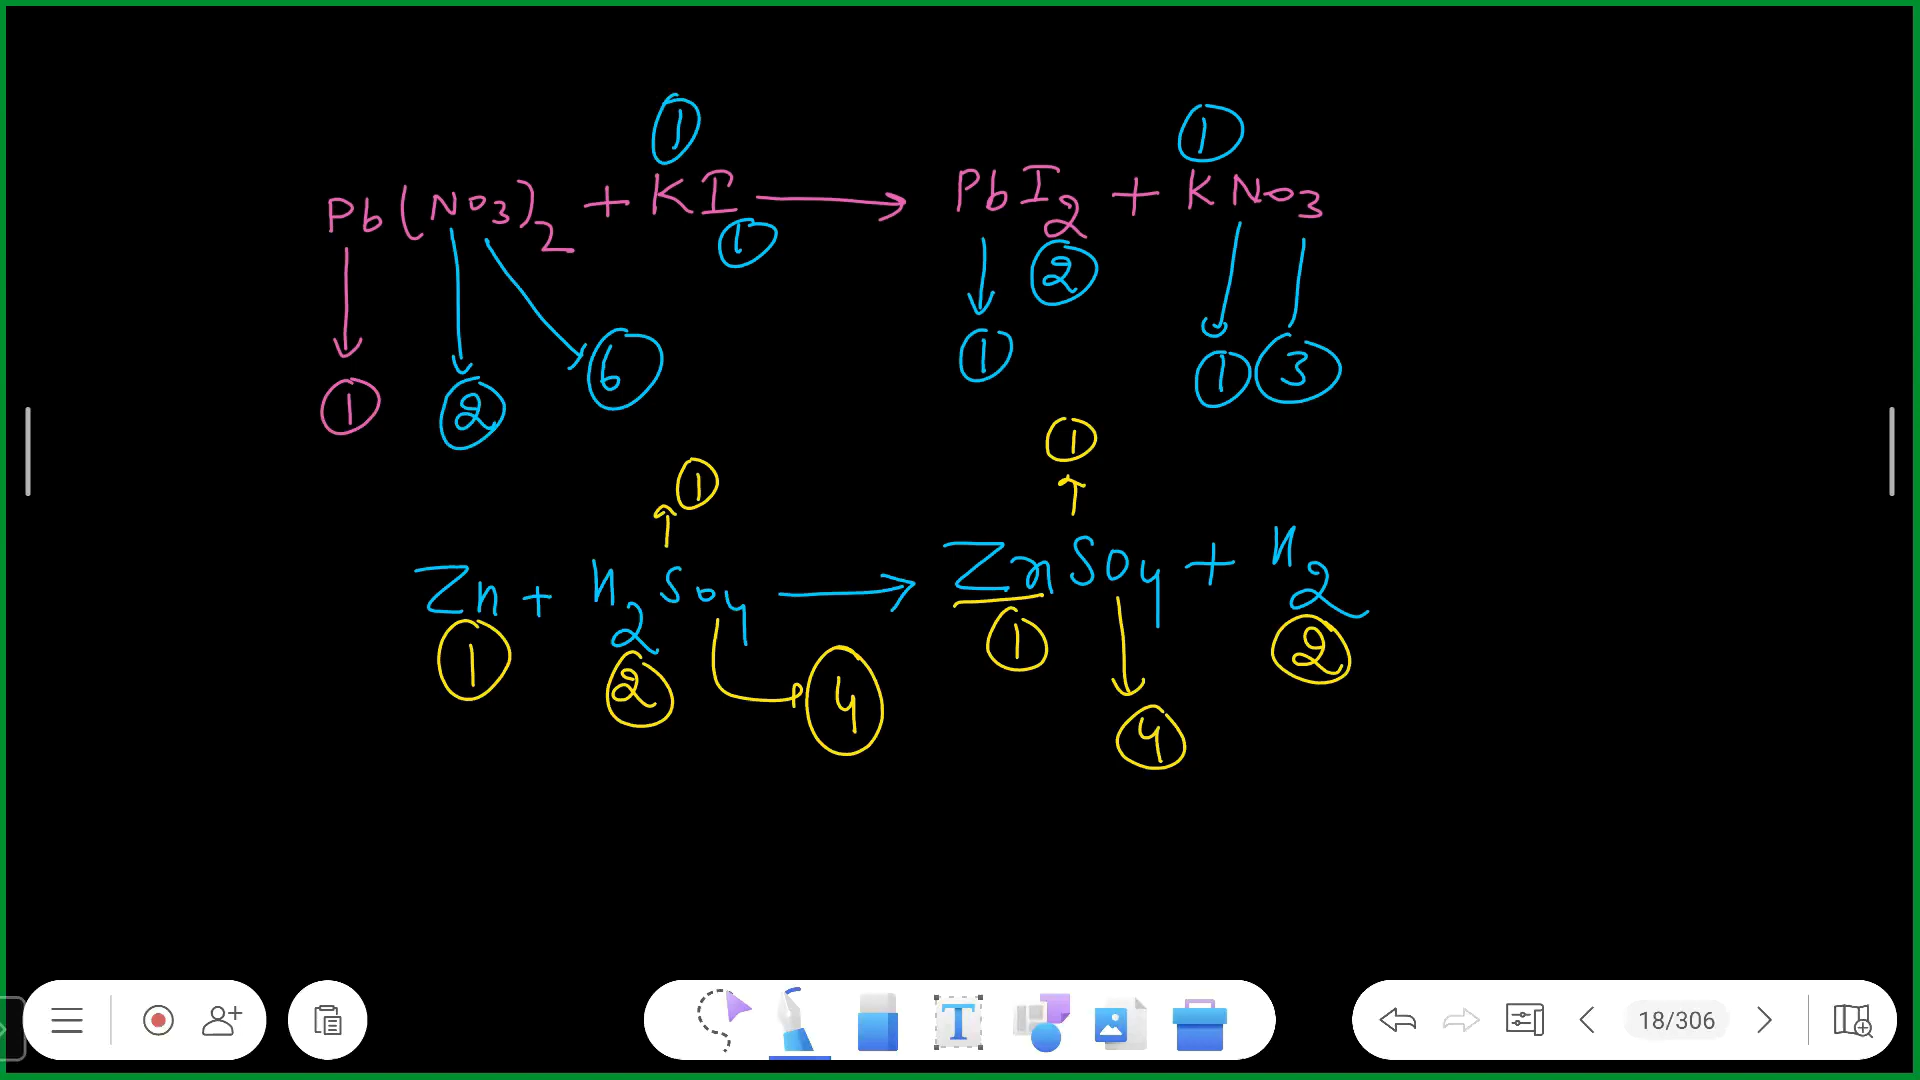 ① ①
Pb(NO3)2 + KI → PbI2 + KNO3
① ②
① ② ⑥ ① ① ③
① ①
Zn + H2SO4 → ZnSO4 + H2
① ② ④ ① ④ ②
18/306